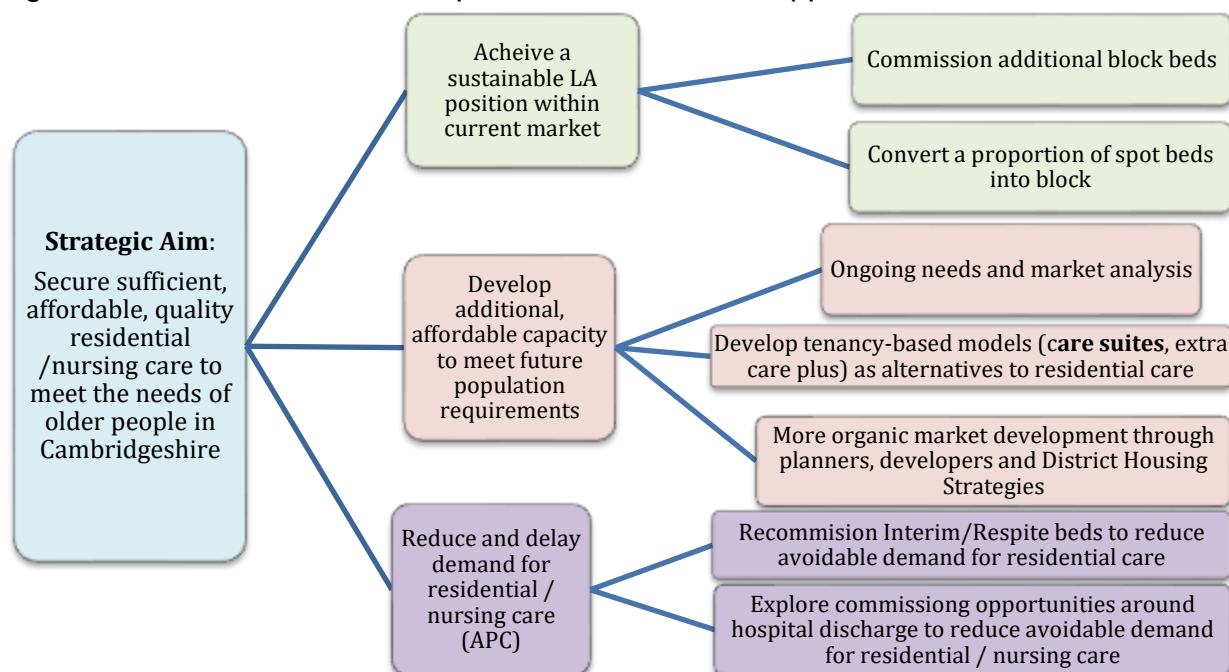 Acheive a
sustainable LA
position within
current market
Commission additional block beds
Convert a proportion of spot beds
into block
Strategic Aim:
Secure sufficient,
affordable, quality
residential
/nursing care to
meet the needs of
older people in
Cambridgeshire
Develop
additional,
affordable capacity
to meet future
population
requirements
Ongoing needs and market analysis
Develop tenancy-based models (care suites, extra
care plus) as alternatives to residential care
More organic market development through
planners, developers and District Housing
Strategies
Reduce and delay
demand for
residential /
nursing care
(APC)
Recommision Interim/Respite beds to reduce
avoidable demand for residential care
Explore commissiong opportunities around
hospital discharge to reduce avoidable demand
for residential / nursing care